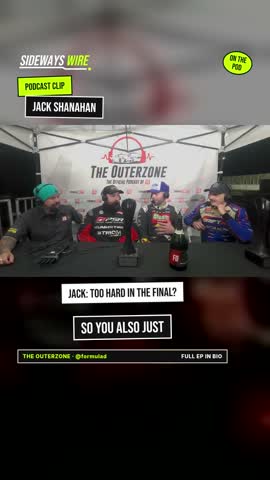 SIDEWAYS WIRE.
ON THE
POD
PODCAST CLIP
JACK SHANAHAN
THE OUTERZONE
THE OFFICIAL PODCAST OF
JACK: TOO HARD IN THE FINAL?
SO YOU ALSO JUST
THE OUTERZONE · @formulad
FULL EP IN BIO